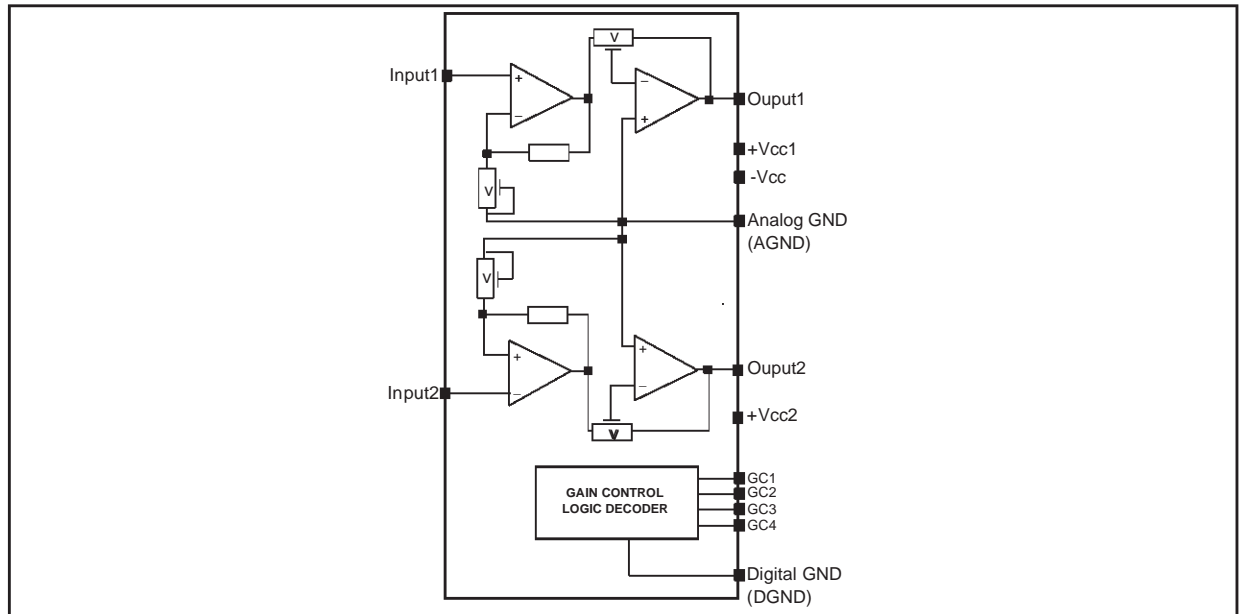 V
Input1
+
−
−
+
Ouput1
+Vcc1
-Vcc
V
Analog GND
(AGND)
V
+
−
+
−
Ouput2
Input2
+Vcc2
V
GAIN CONTROL
LOGIC DECODER
GC1
GC2
GC3
GC4
Digital GND
(DGND)